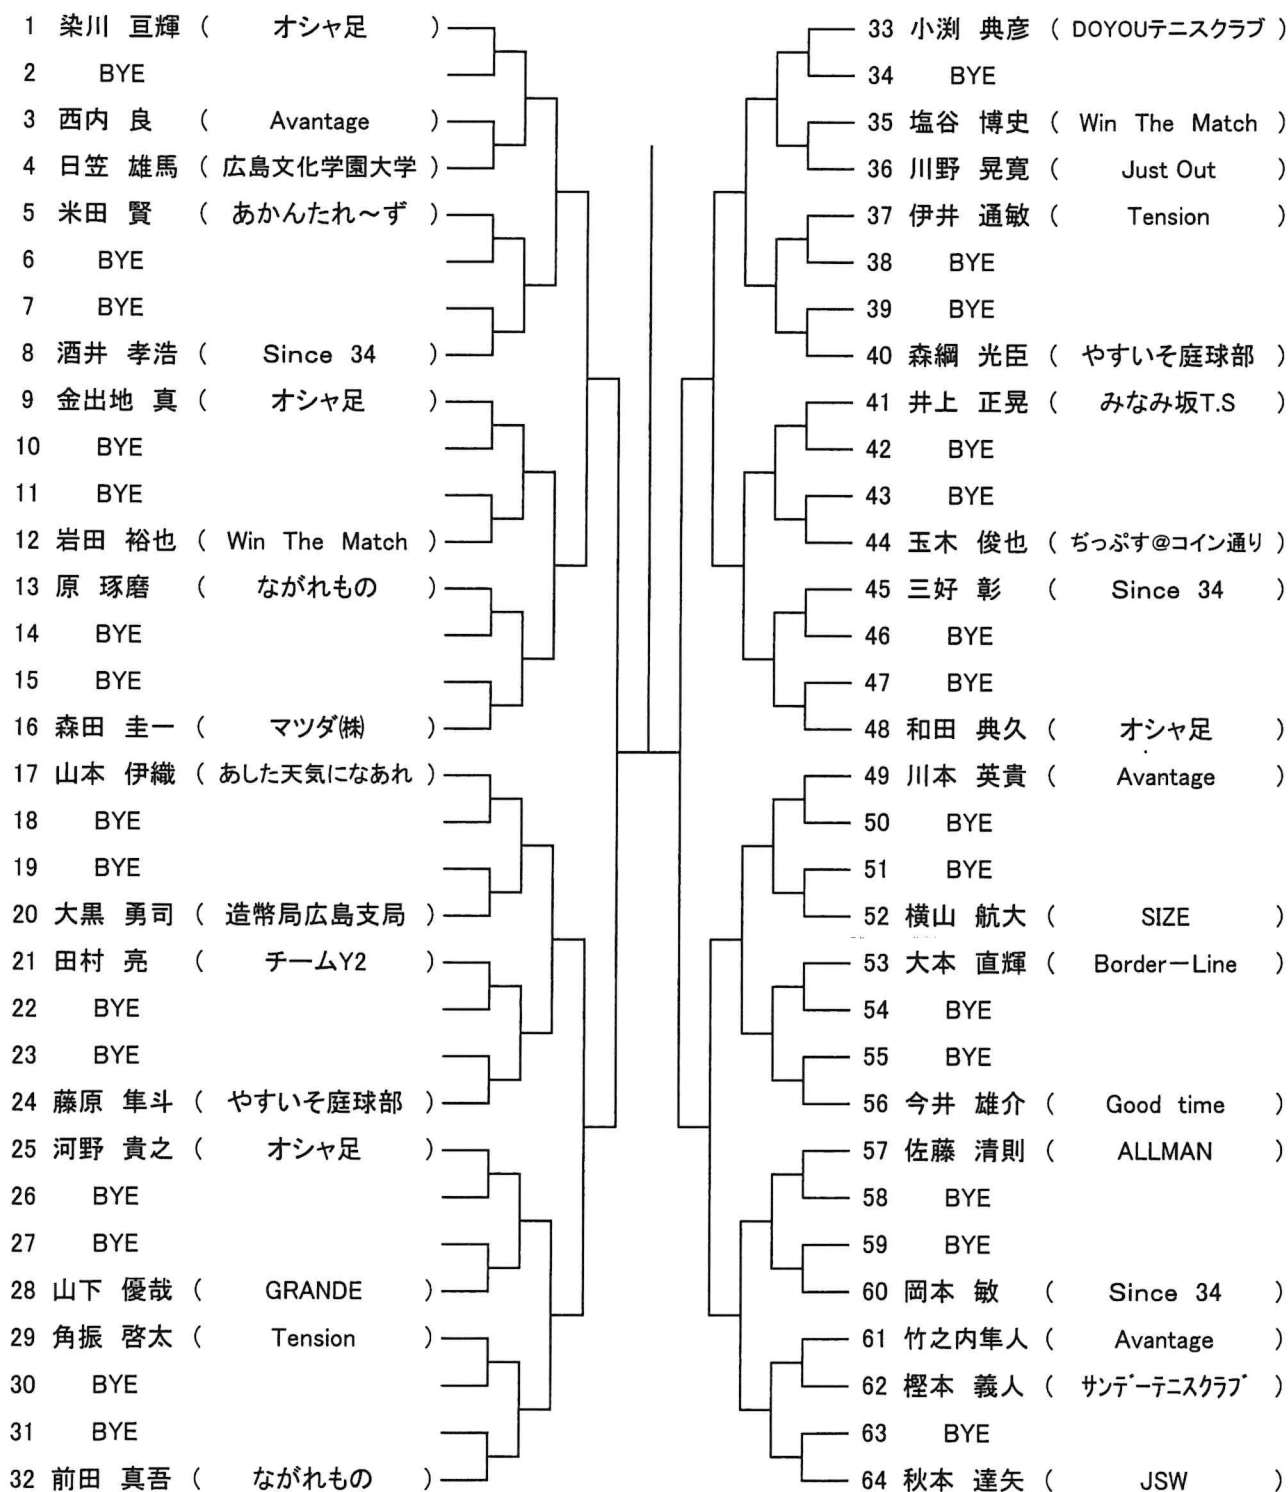 1 染川 亘輝 ( オシャ足 )
2 BYE
3 西内 良 ( Avantage )
4 日笠 雄馬 ( 広島文化学園大学 )
5 米田 賢 ( あかんたれ～ず )
6 BYE
7 BYE
8 酒井 孝浩 ( Since 34 )
9 金出地 真 ( オシャ足 )
10 BYE
11 BYE
12 岩田 裕也 ( Win The Match )
13 原 琢磨 ( ながれもの )
14 BYE
15 BYE
16 森田 圭一 ( マツダ㈱ )
17 山本 伊織 ( あした天気になあれ )
18 BYE
19 BYE
20 大黒 勇司 ( 造幣局広島支局 )
21 田村 亮 ( チームY2 )
22 BYE
23 BYE
24 藤原 隼斗 ( やすいそ庭球部 )
25 河野 貴之 ( オシャ足 )
26 BYE
27 BYE
28 山下 優哉 ( GRANDE )
29 角振 啓太 ( Tension )
30 BYE
31 BYE
32 前田 真吾 ( ながれもの )
33 小渕 典彦 ( DOYOUテニスクラブ )
34 BYE
35 塩谷 博史 ( Win The Match )
36 川野 晃寛 ( Just Out )
37 伊井 通敏 ( Tension )
38 BYE
39 BYE
40 森綱 光臣 ( やすいそ庭球部 )
41 井上 正晃 ( みなみ坂T.S )
42 BYE
43 BYE
44 玉木 俊也 ( ぢっぷす@コイン通り )
45 三好 彰 ( Since 34 )
46 BYE
47 BYE
48 和田 典久 ( オシャ足 )
49 川本 英貴 ( Avantage )
50 BYE
51 BYE
52 横山 航大 ( SIZE )
53 大本 直輝 ( Border－Line )
54 BYE
55 BYE
56 今井 雄介 ( Good time )
57 佐藤 清則 ( ALLMAN )
58 BYE
59 BYE
60 岡本 敏 ( Since 34 )
61 竹之内隼人 ( Avantage )
62 樫本 義人 ( ｻﾝﾃﾞｰﾃﾆｽｸﾗﾌﾞ )
63 BYE
64 秋本 達矢 ( JSW )